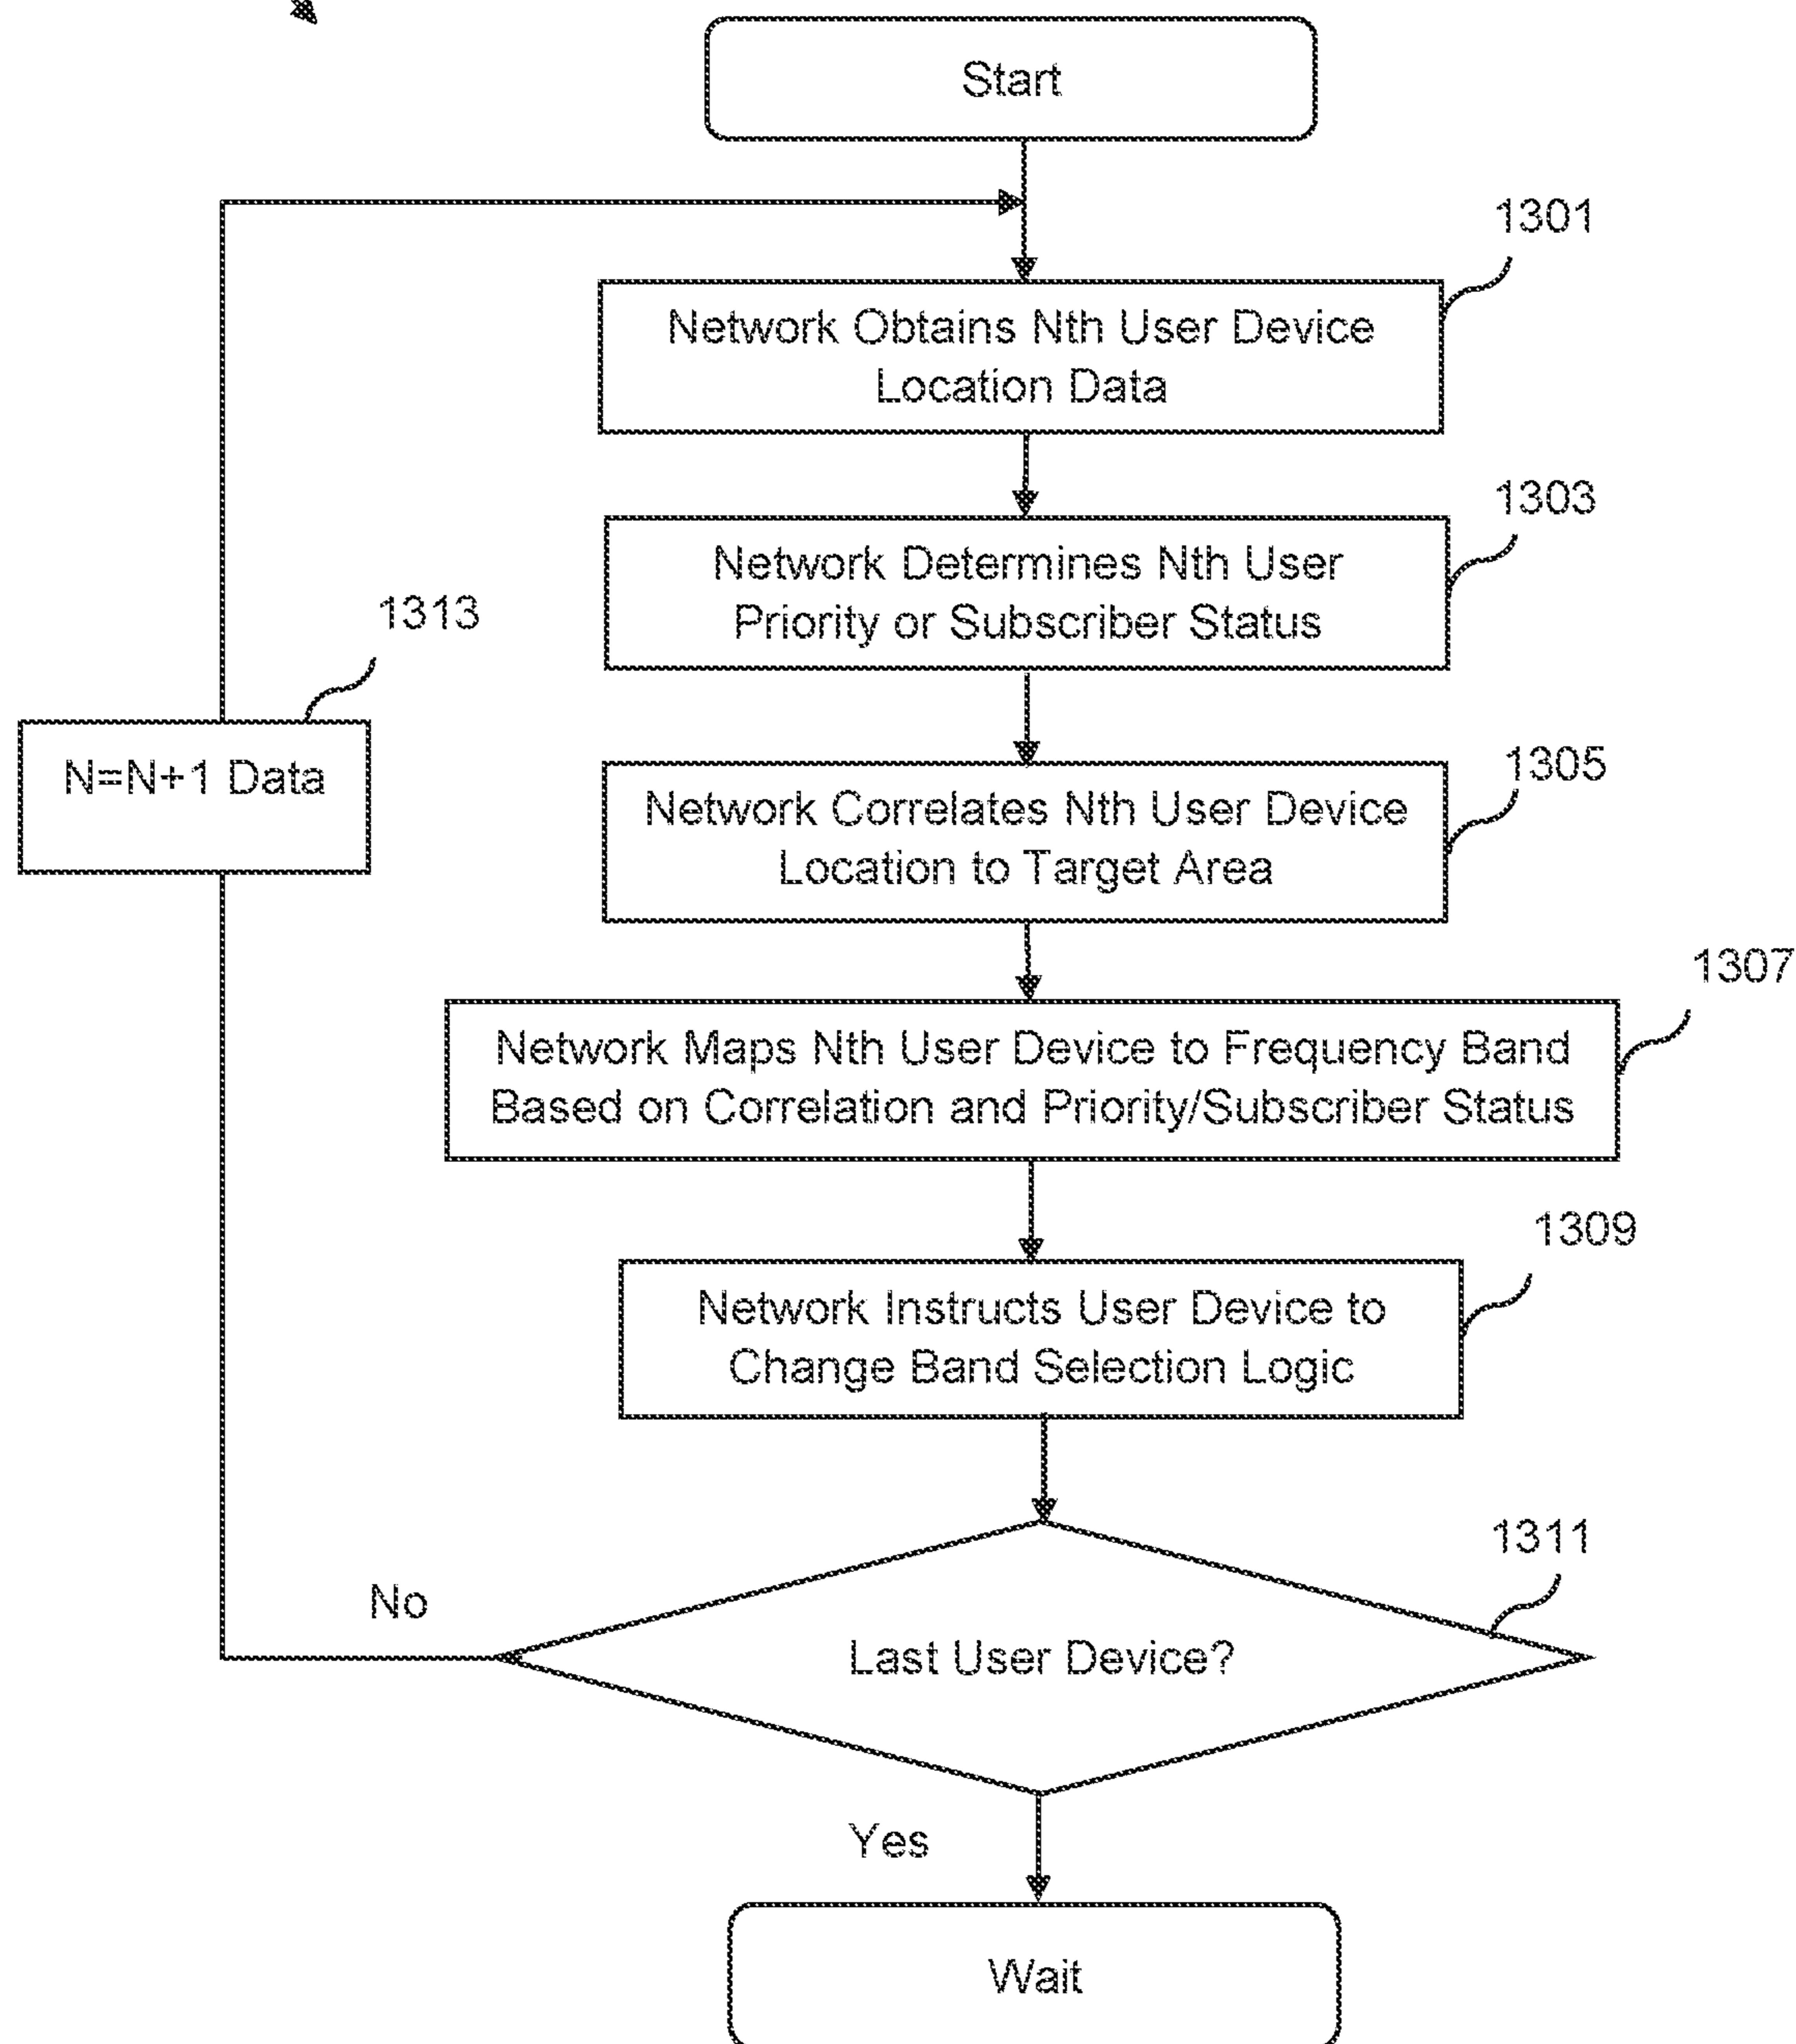 Start
1301
Network Obtains Nth User Device
Location Data
1303
Network Determines Nth User
Priority or Subscriber Status
1313
N=N+1 Data
1305
Network Correlates Nth User Device
Location to Target Area
1307
Network Maps Nth User Device to Frequency Band
Based on Correlation and Priority/Subscriber Status
1309
Network Instructs User Device to
Change Band Selection Logic
1311
No
Last User Device?
Yes
Wait